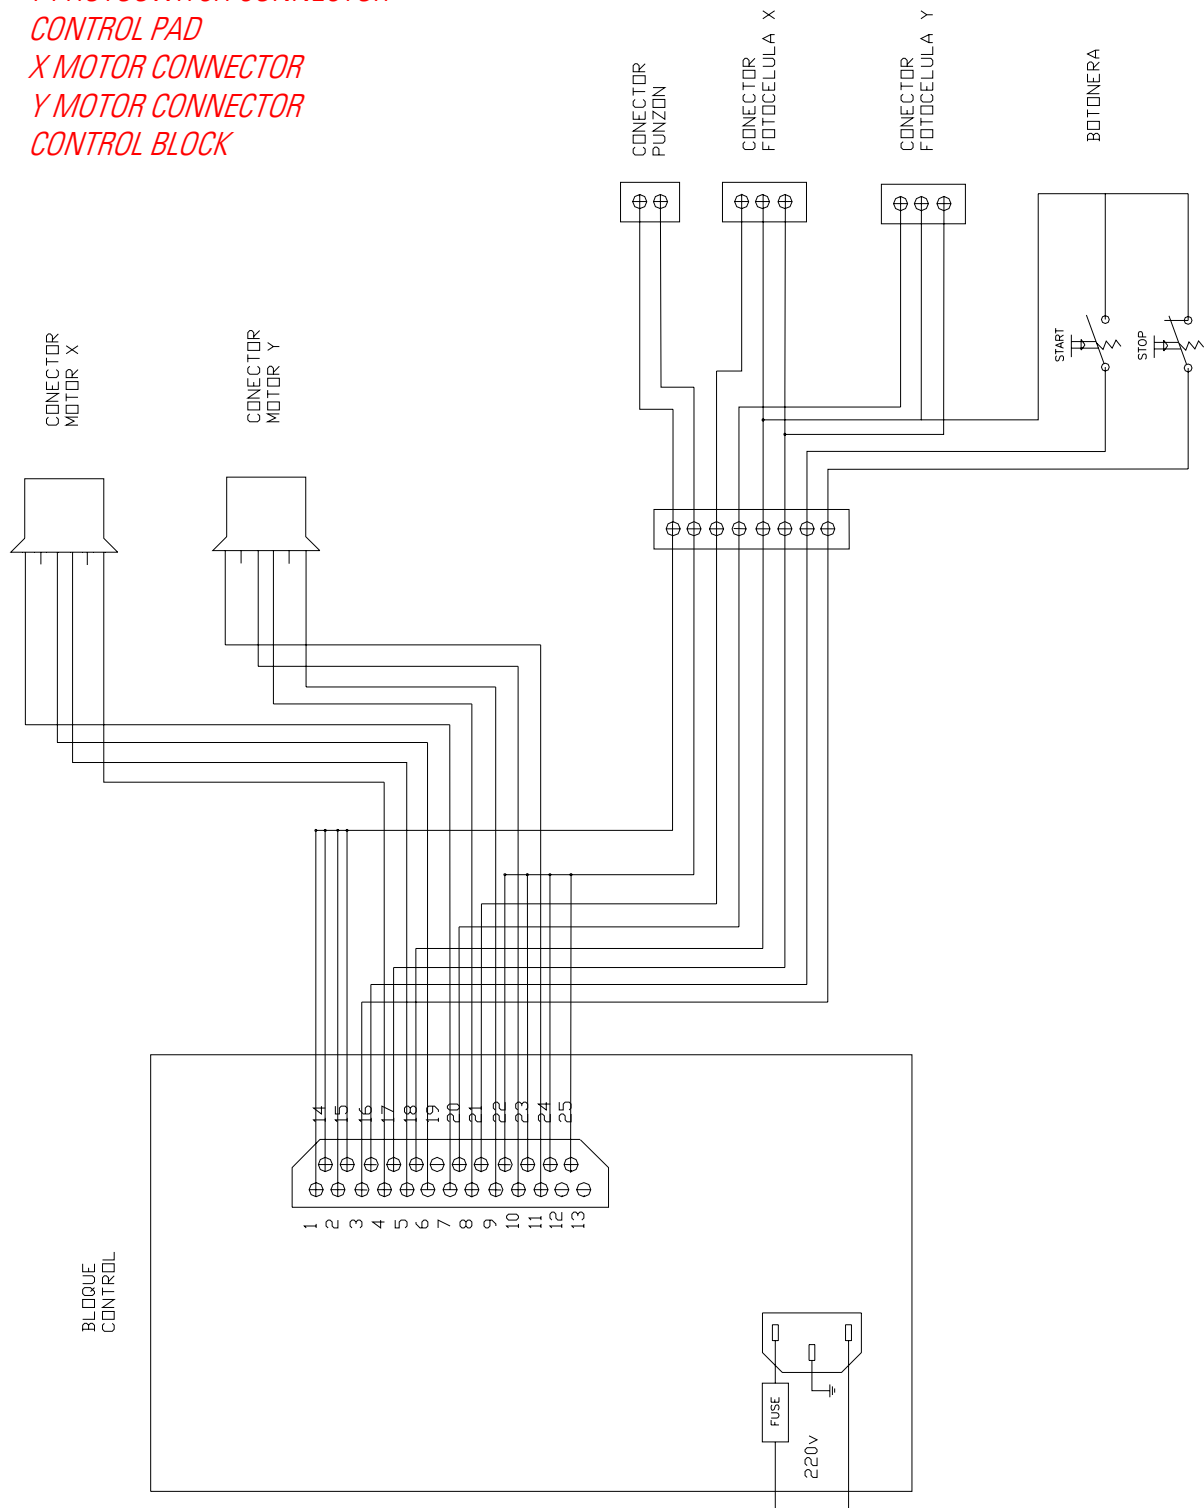 CONTROL PAD
X MOTOR CONNECTOR
Y MOTOR CONNECTOR
CONTROL BLOCK
CONECTOR
PUNZON
CONECTOR
FOTOCELULA X
CONECTOR
FOTOCELULA Y
BOTONERA
CONECTOR
MOTOR X
CONECTOR
MOTOR Y
START
STOP
14
15
16
17
18
19
20
21
22
23
24
25
1
2
3
4
5
6
7
8
9
10
11
12
13
BLOQUE
CONTROL
FUSE
220v